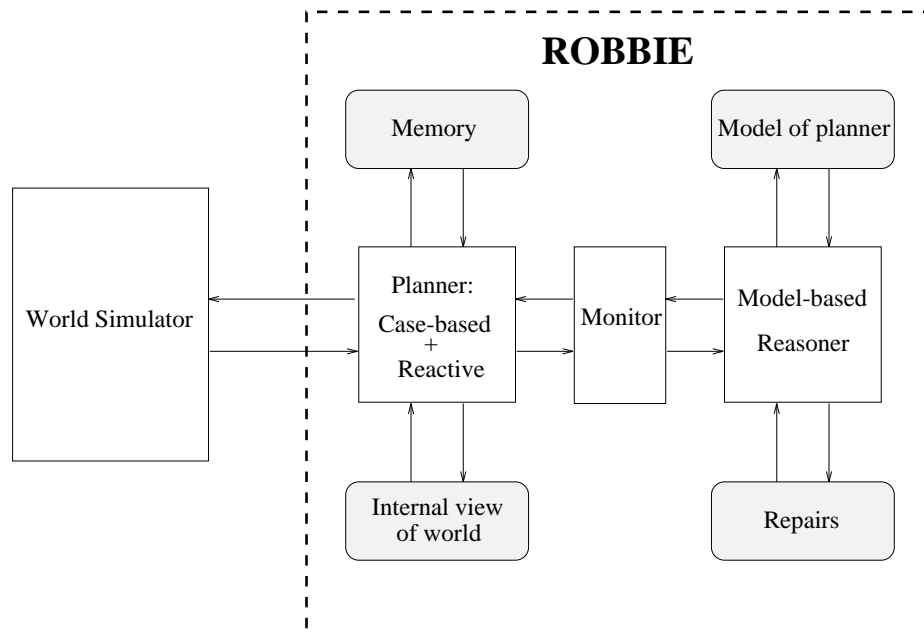 ROBBIE
Memory
Model of planner
World Simulator
Planner:
Case-based
+
Reactive
Monitor
Model-based
Reasoner
Internal view
of world
Repairs